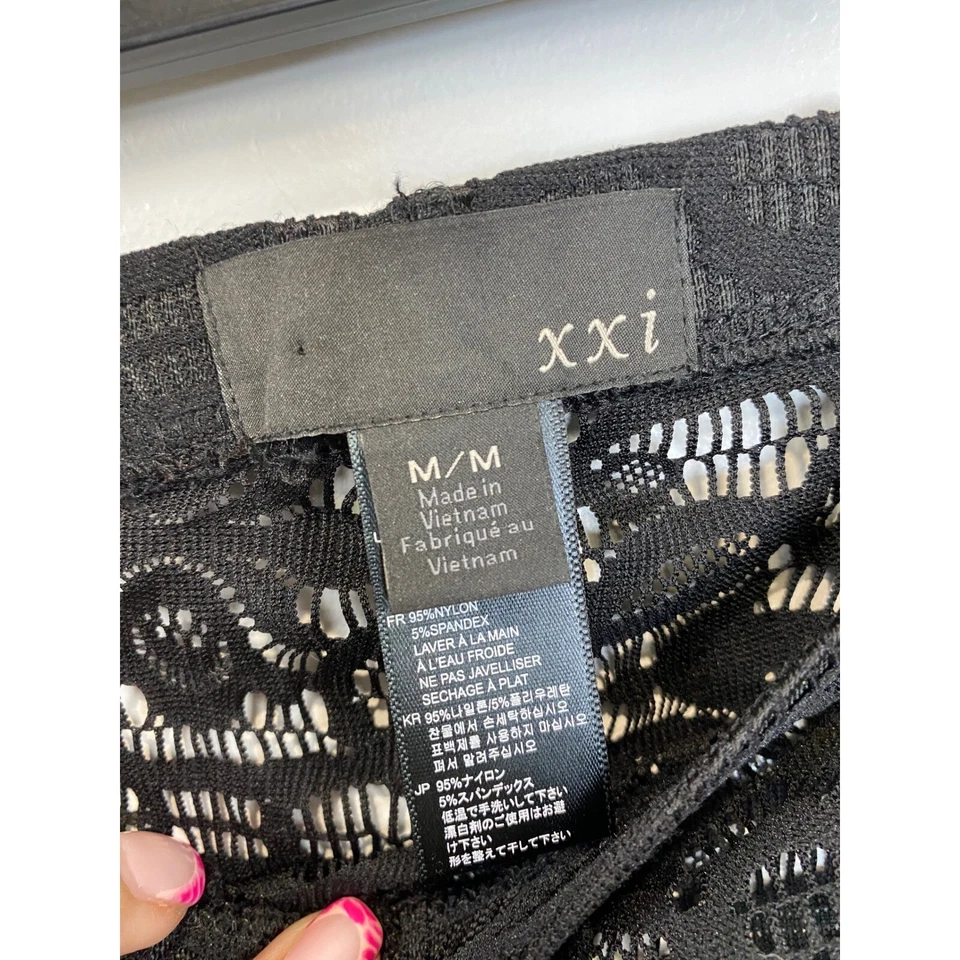 xxi
M/M
Made in
Vietnam
Fabriqué au
Vietnam
FR 95%NYLON
5%SPANDEX
LAVER À LA MAIN
À L'EAU FROIDE
NE PAS JAVELLISER
SECHAGE À PLAT
KR 95%나일론/5%폴리우레탄
찬물에서 손세탁하십시오
표백제를 사용하지 마십시오
펴서 말려주십시오
JP 95%ナイロン
5%スパンデックス
低温で手洗いして下さい
漂白剤のご使用はお避
け下さい
形を整えて干して下さい